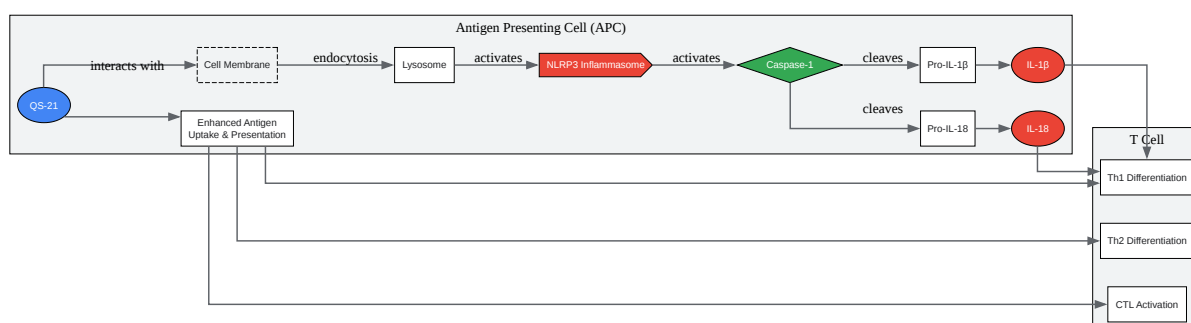 Antigen Presenting Cell (APC)
interacts with
Cell Membrane
endocytosis
Lysosome
activates
NLRP3 Inflammasome
activates
Caspase-1
cleaves
Pro-IL-1β
IL-1β
QS-21
Enhanced Antigen
Uptake & Presentation
cleaves
Pro-IL-18
IL-18
T Cell
Th1 Differentiation
Th2 Differentiation
CTL Activation